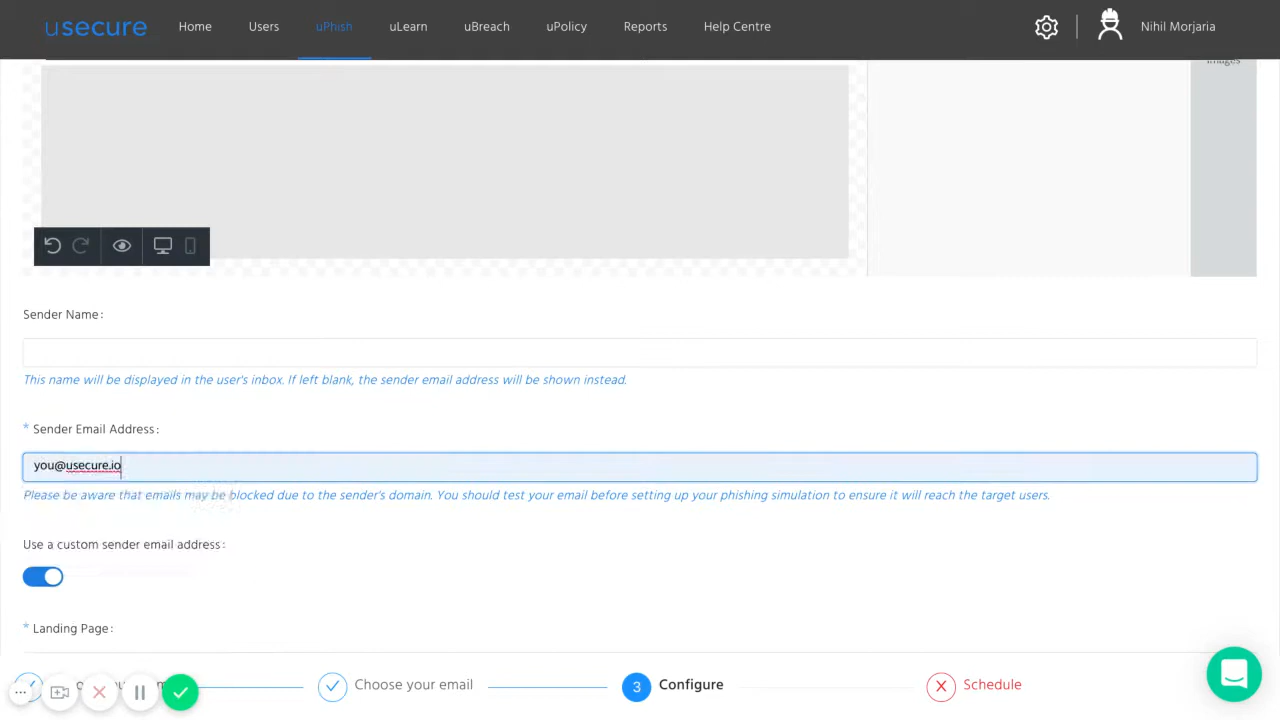 usecure Home Users uPhish uLearn uBreach uPolicy Reports Help Centre Nihil Morjaria
Images
Sender Name:
This name will be displayed in the user's inbox. If left blank, the sender email address will be shown instead.
* Sender Email Address:
you@usecure.io
Please be aware that emails may be blocked due to the sender's domain. You should test your email before setting up your phishing simulation to ensure it will reach the target users.
Use a custom sender email address:
* Landing Page:
Choose your email 3 Configure Schedule